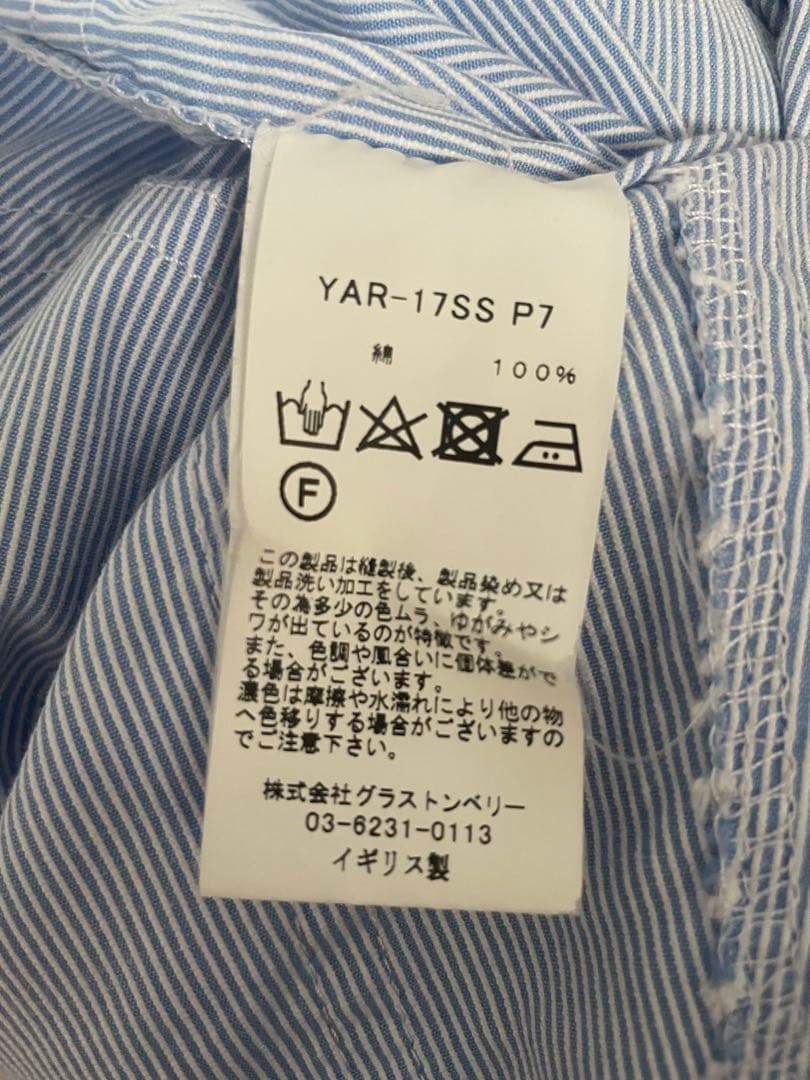 YAR-17SS P7
綿 100%
F
この製品は縫製後、製品染め又は
製品洗い加工をしています。
その為多少の色ムラ、ゆがみやシ
ワが出ているのが特徴です。
また、色調や風合いに個体差がで
る場合がございます。
濃色は摩擦や水濡れにより他の物
へ色移りする場合がございますの
でご注意下さい。
株式会社グラストンベリー
03-6231-0113
イギリス製